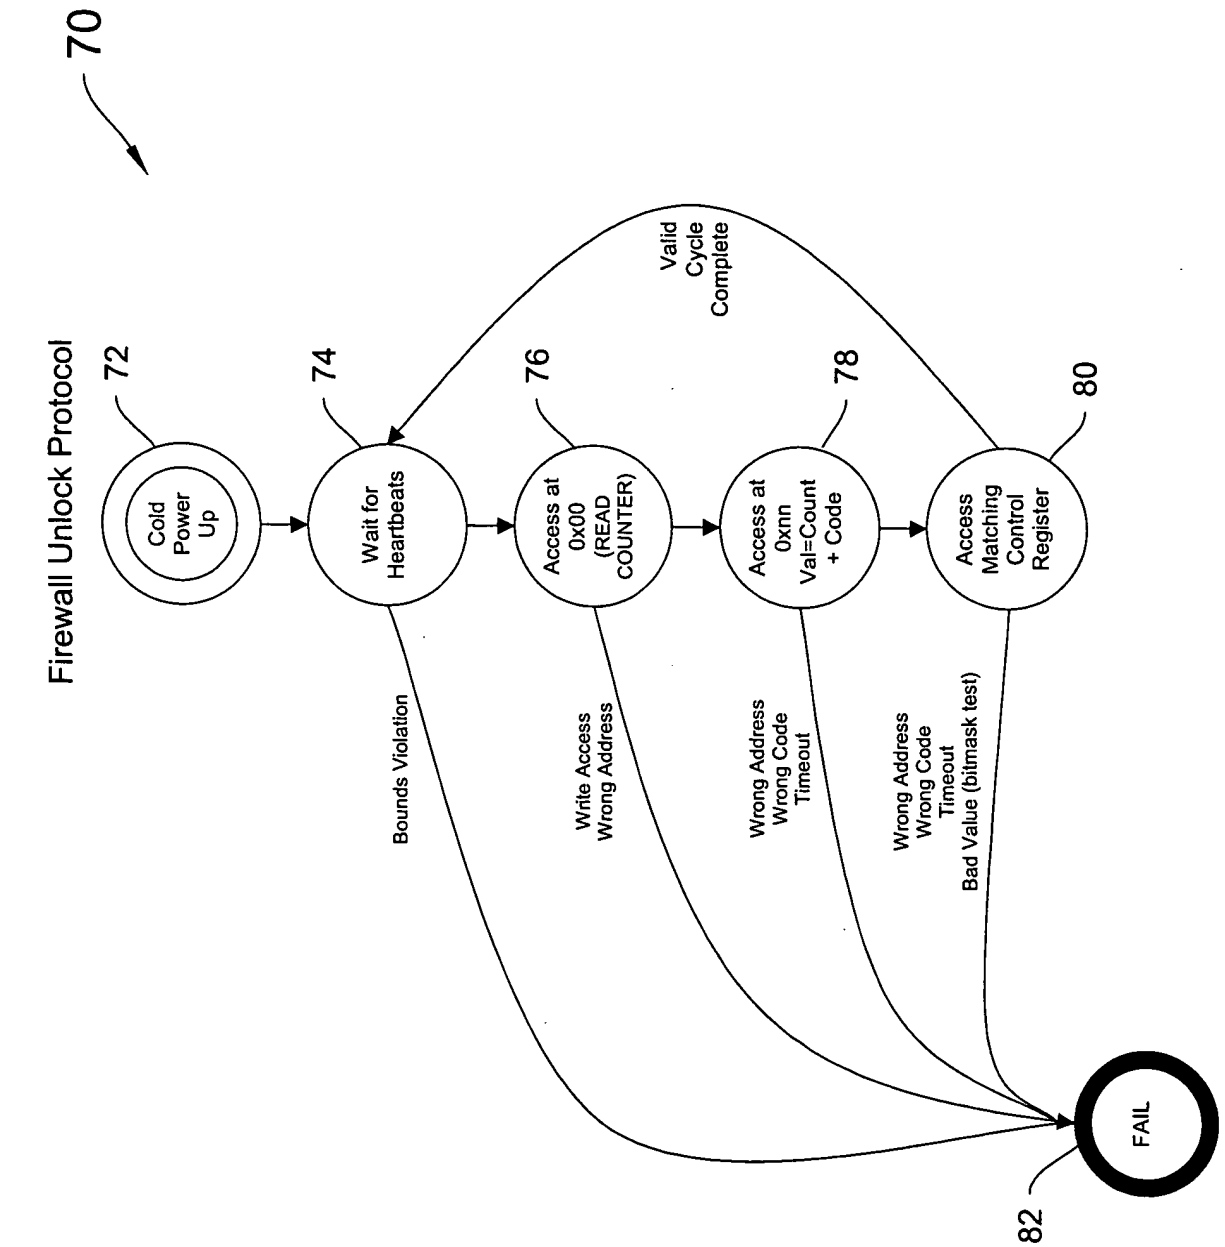 70
Firewall Unlock Protocol
72
Cold
Power
Up
74
Wait for
Heartbeats
76
Access at
0x00
(READ
COUNTER)
78
Access at
0xnn
Val=Count
+ Code
80
Access
Matching
Control
Register
Valid
Cycle
Complete
Bounds Violation
Write Access
Wrong Address
Wrong Address
Wrong Code
Timeout
Wrong Address
Wrong Code
Timeout
Bad Value (bitmask test)
82
FAIL